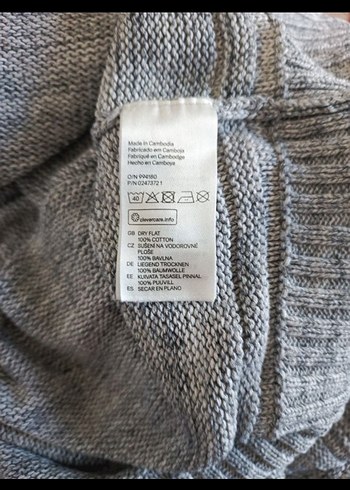 Made in Cambodia
Fabricado em Camboja
Fabriqué en Cambodge
Hecho en Camboya
O/N 994180
P/N 02473721
40
clevercare.info
GB DRY FLAT
100% COTTON
CZ SUŠENÍ NA VODOROVNÉ
PLOŠE
100% BAVLNA
DE LIEGEND TROCKNEN
100% BAUMWOLLE
EE KUIVATA TASASEL PINNAL
100% PUUVILL
ES SECAR EN PLANO